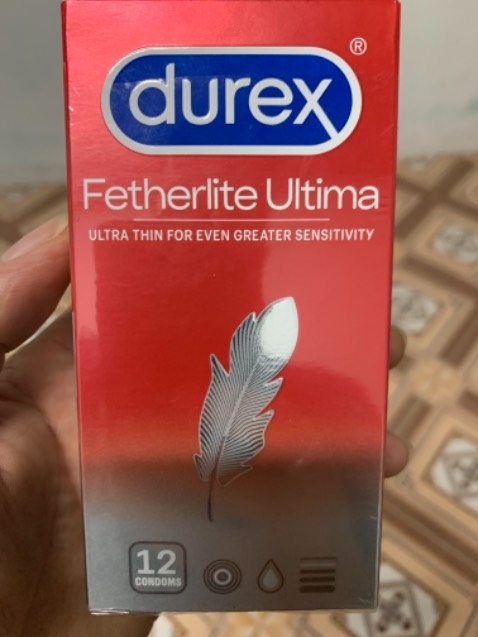 durex®
Fetherlite Ultima
ULTRA THIN FOR EVEN GREATER SENSITIVITY
12
CONDOMS